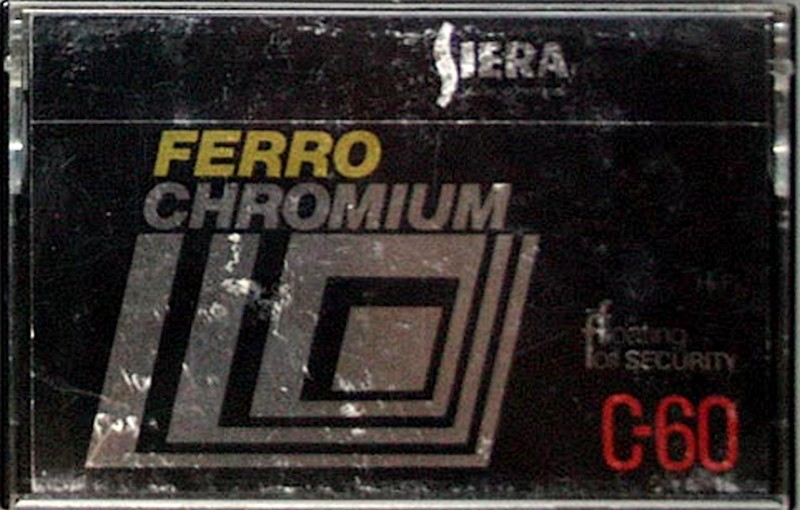 SIERA
FERRO
CHROMIUM
floating
foil SECURITY
C-60